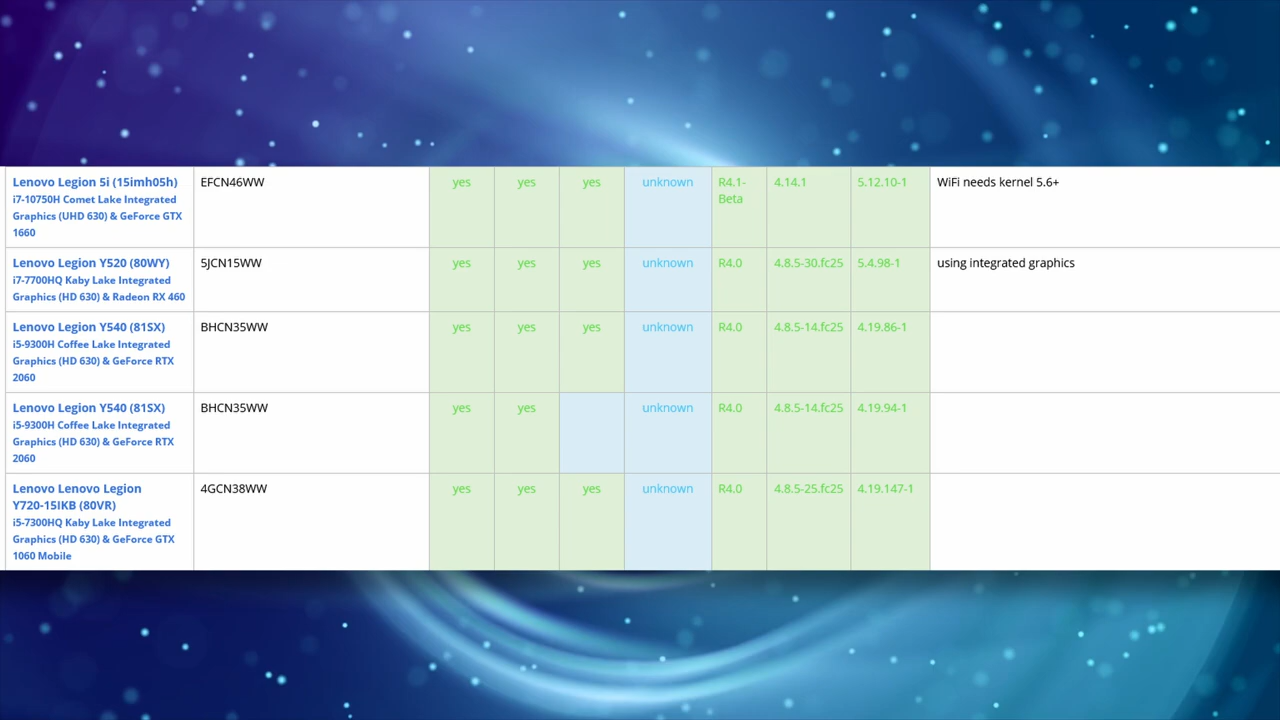 Lenovo Legion 5i (15imh05h)
i7-10750H Comet Lake Integrated
Graphics (UHD 630) & GeForce GTX
1660
EFCN46WW
yes
yes
yes
unknown
R4.1-
Beta
4.14.1
5.12.10-1
WiFi needs kernel 5.6+
Lenovo Legion Y520 (80WY)
i7-7700HQ Kaby Lake Integrated
Graphics (HD 630) & Radeon RX 460
5JCN15WW
yes
yes
yes
unknown
R4.0
4.8.5-30.fc25
5.4.98-1
using integrated graphics
Lenovo Legion Y540 (81SX)
i5-9300H Coffee Lake Integrated
Graphics (HD 630) & GeForce RTX
2060
BHCN35WW
yes
yes
yes
unknown
R4.0
4.8.5-14.fc25
4.19.86-1
Lenovo Legion Y540 (81SX)
i5-9300H Coffee Lake Integrated
Graphics (HD 630) & GeForce RTX
2060
BHCN35WW
yes
yes
unknown
R4.0
4.8.5-14.fc25
4.19.94-1
Lenovo Lenovo Legion
Y720-15IKB (80VR)
i5-7300HQ Kaby Lake Integrated
Graphics (HD 630) & GeForce GTX
1060 Mobile
4GCN38WW
yes
yes
yes
unknown
R4.0
4.8.5-25.fc25
4.19.147-1